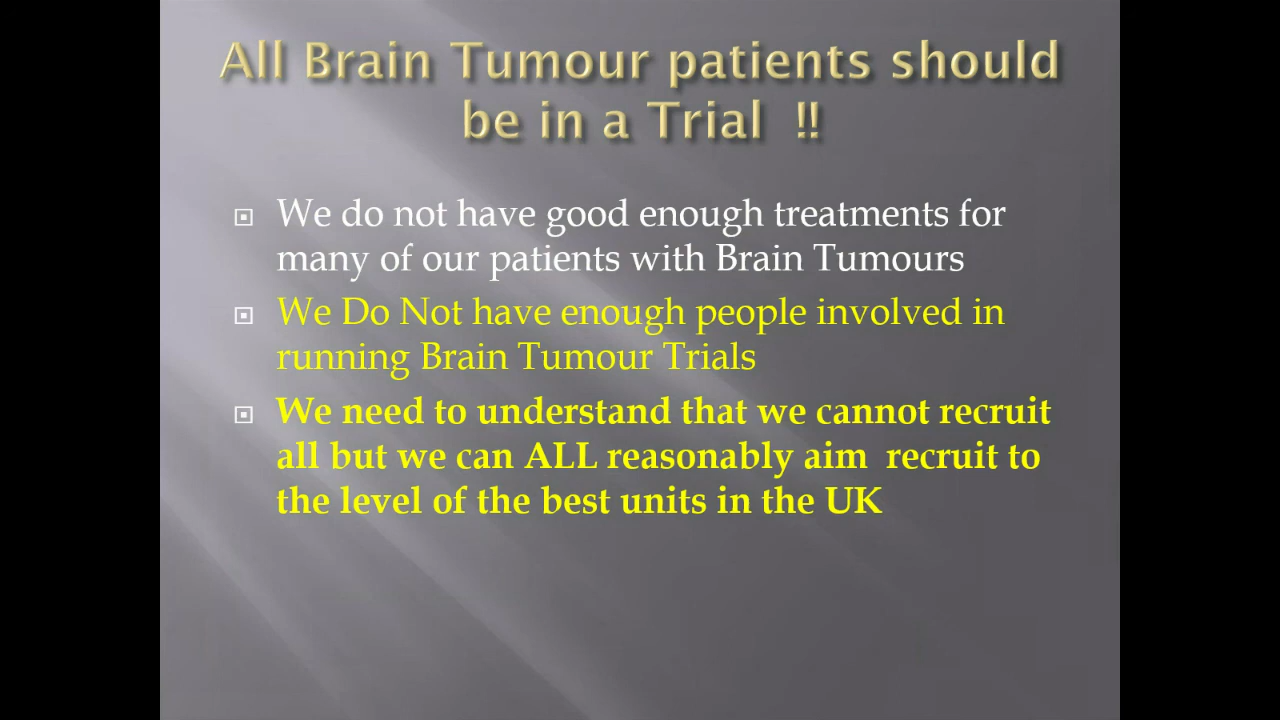 All Brain Tumour patients should
be in a Trial !!
We do not have good enough treatments for
many of our patients with Brain Tumours
We Do Not have enough people involved in
running Brain Tumour Trials
We need to understand that we cannot recruit
all but we can ALL reasonably aim recruit to
the level of the best units in the UK